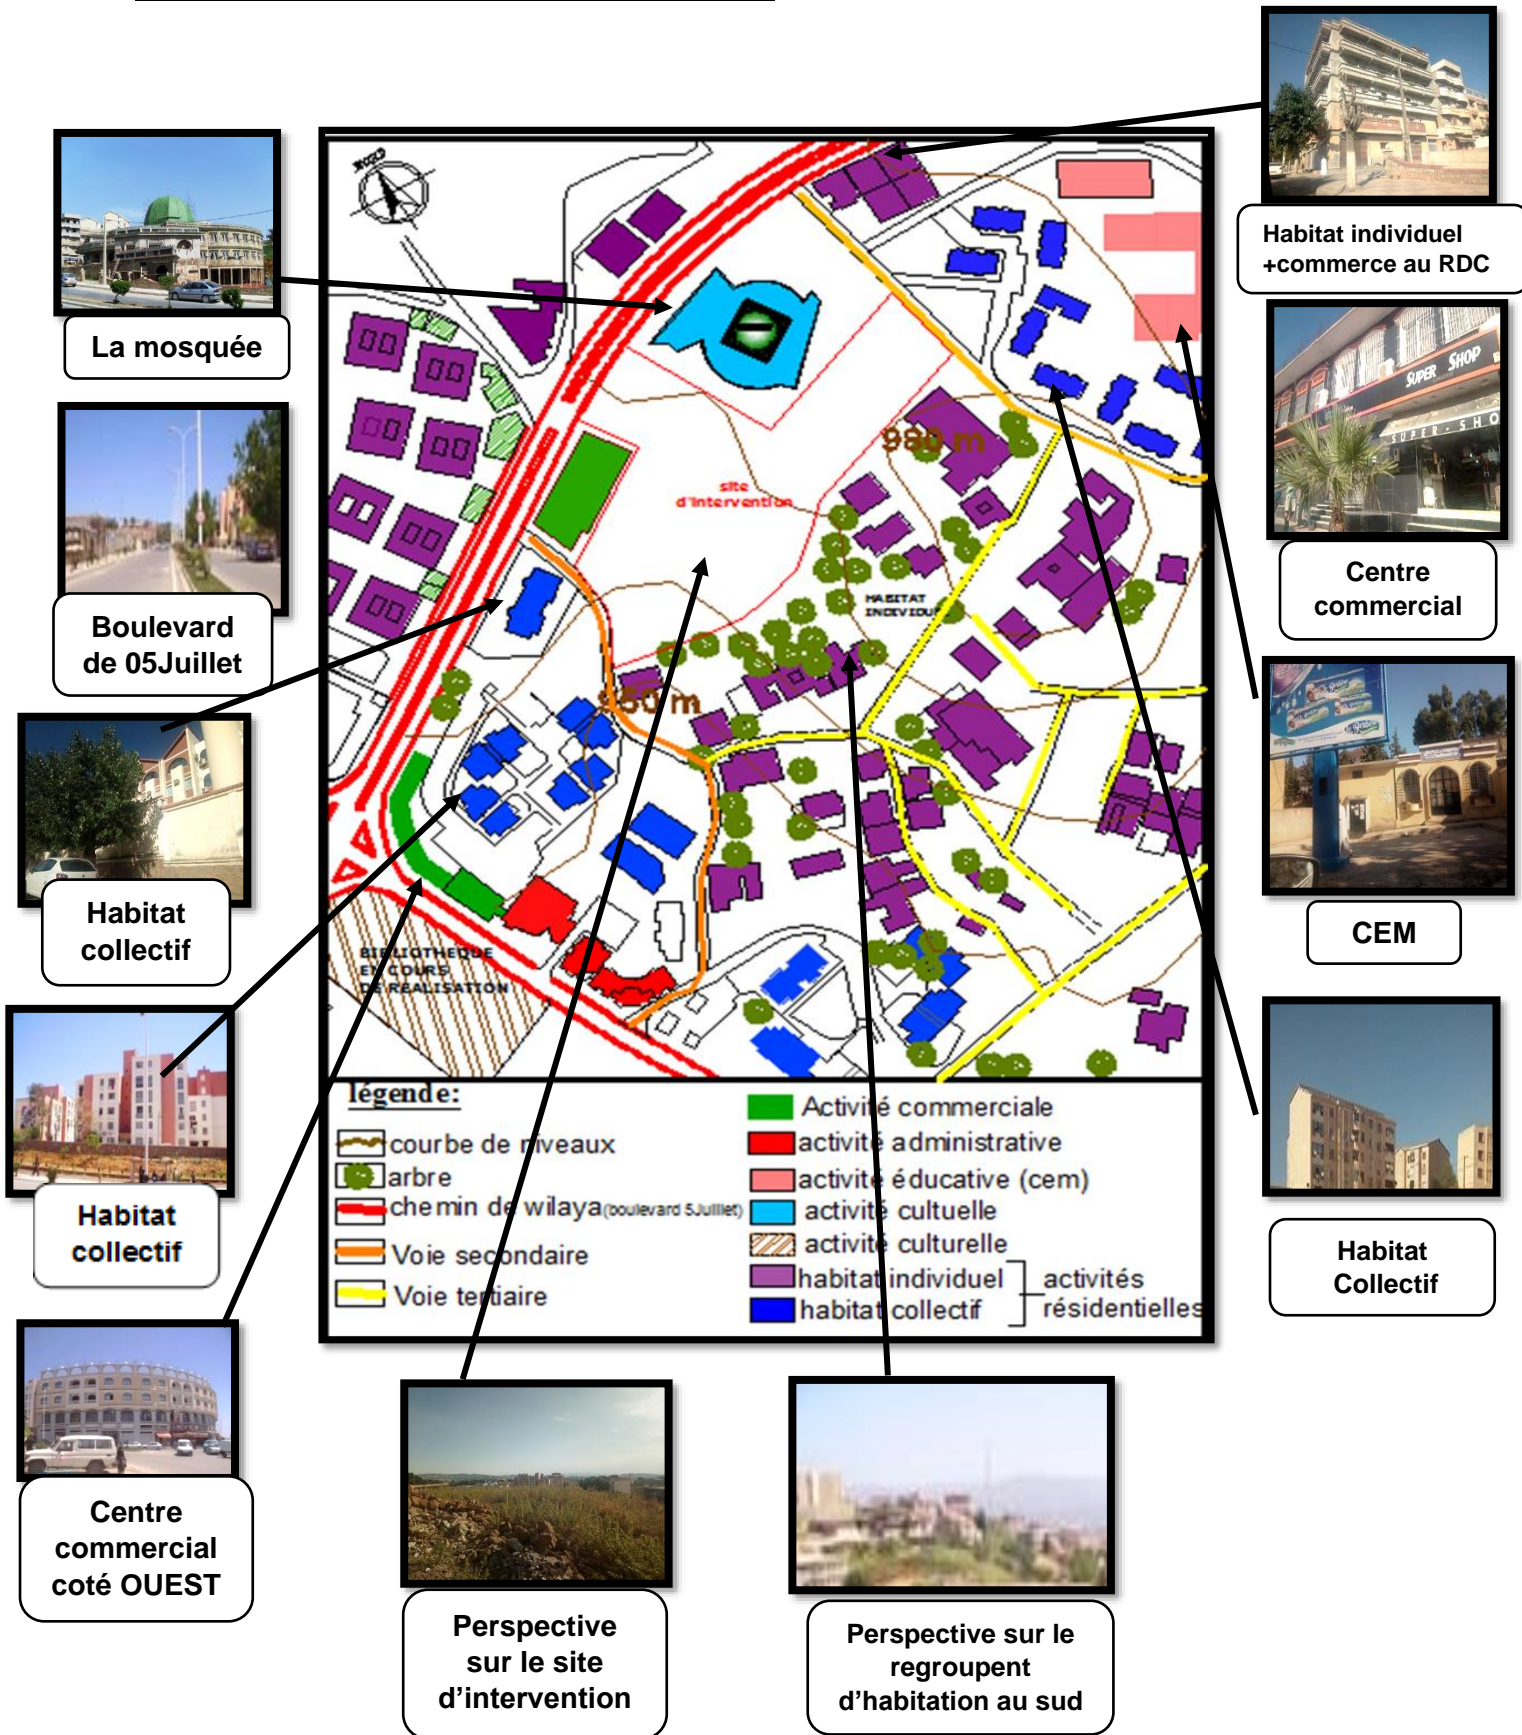 Habitat individuel
+commerce au RDC
La mosquée
SUPER SHOP
SUPER-SHO
Centre
commercial
Boulevard
de 05Juillet
Habitat
collectif
CEM
Habitat
collectif
Habitat
Collectif
Centre
commercial
coté OUEST
Perspective
sur le site
d'intervention
Perspective sur le
regroupent
d'habitation au sud
980 m
site
d'intervention
HABITAT
950 m
BIBLIOTHEQUE
EN COURS
DE REALISATION
légende:
courbe de niveaux
arbre
chemin de wilaya(boulevard 5Juillet)
Voie secondaire
Voie tertiaire
Activité commerciale
activité administrative
activité éducative (cem)
activité cultuelle
activité culturelle
habitat individuel
habitat collectif
activités
résidentielles